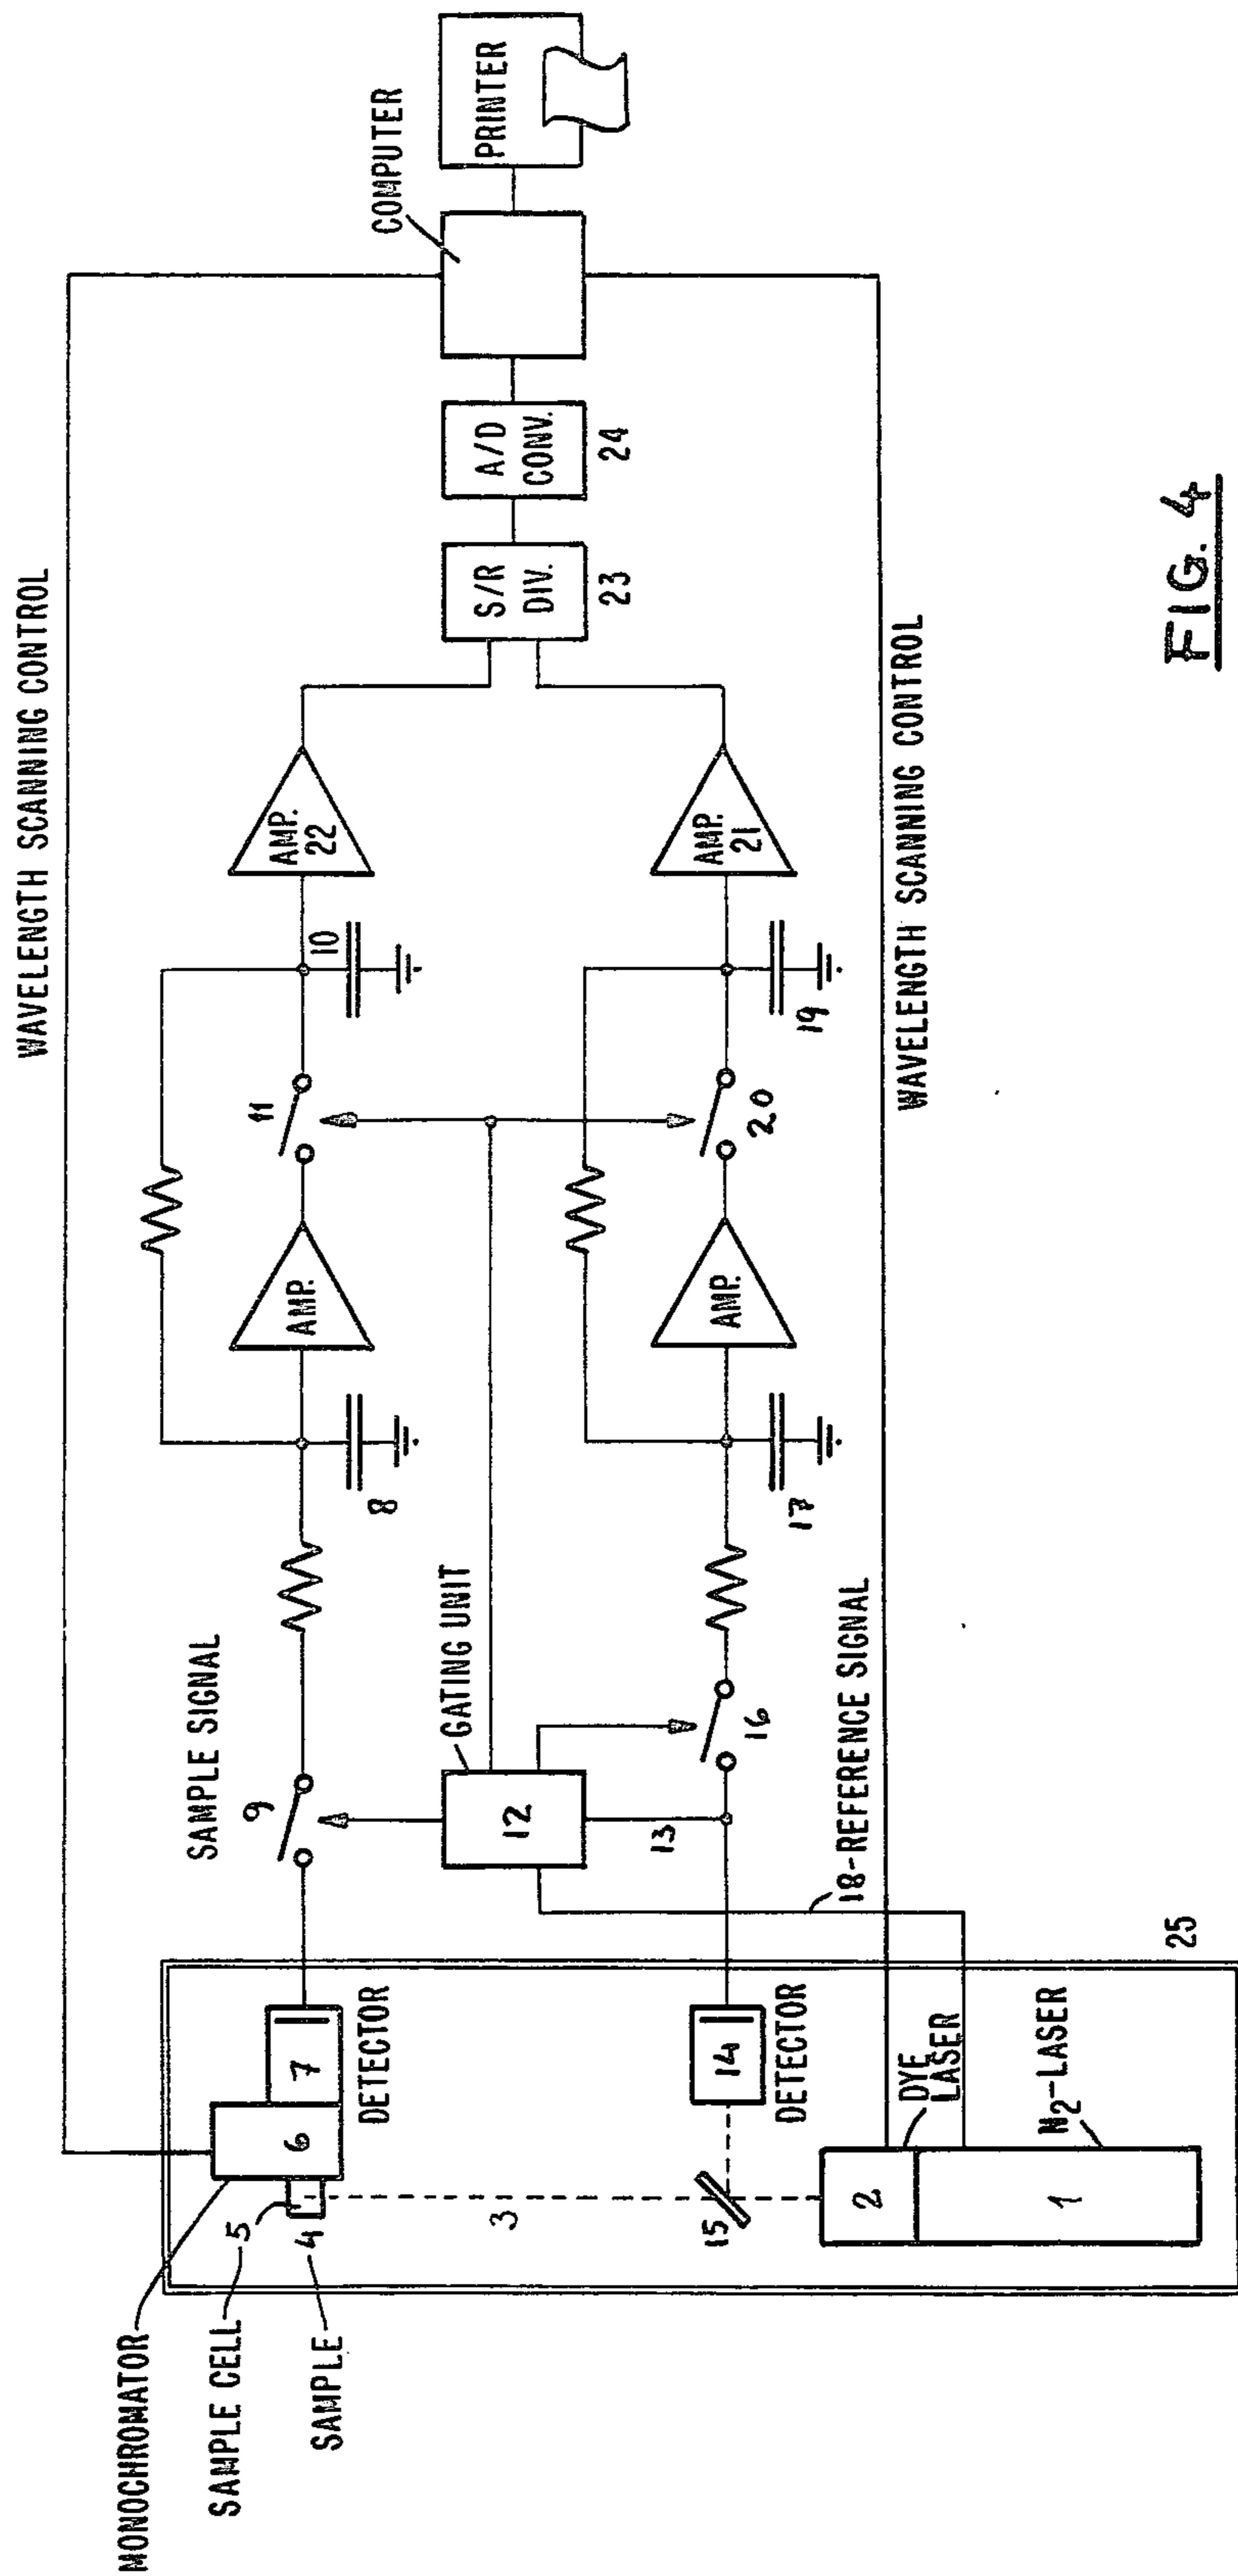 WAVELENGTH SCANNING CONTROL
MONOCHROMATOR
SAMPLE CELL
SAMPLE
5
4
6
7
DETECTOR
3
15
14
DETECTOR
2
1
DYE
LASER
N2-LASER
25
SAMPLE SIGNAL
9
GATING UNIT
12
13
16
18-REFERENCE SIGNAL
8
17
AMP.
AMP.
11
20
10
19
AMP.
22
AMP.
21
S/R
DIV.
23
A/D
CONV.
24
COMPUTER
PRINTER
WAVELENGTH SCANNING CONTROL
FIG. 4